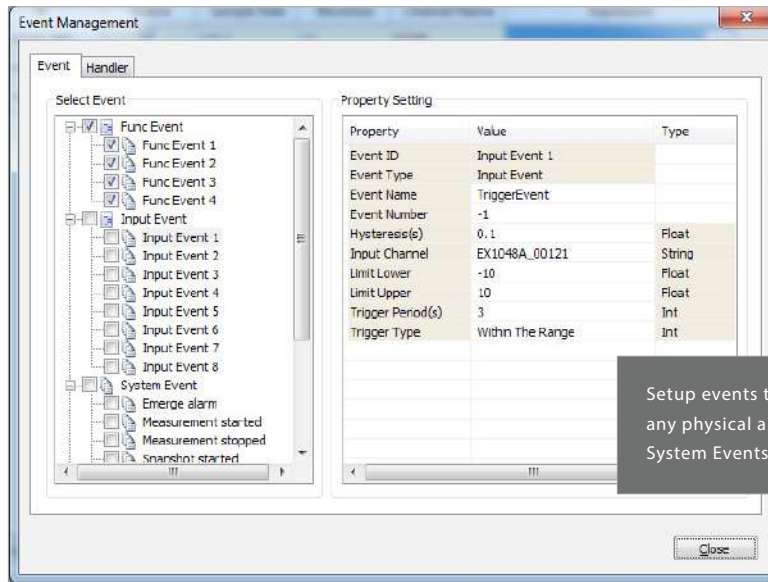 Event Management
Event
Handler
Select Event
Func Event
Func Event 1
Func Event 2
Func Event 3
Func Event 4
Input Event
Input Event 1
Input Event 2
Input Event 3
Input Event 4
Input Event 5
Input Event 6
Input Event 7
Input Event 8
System Event
Emerge alarm
Measurement started
Measurement stopped
Snapshot started
Property Setting
Property Value Type
Event ID Input Event 1
Event Type Input Event
Event Name TriggerEvent
Event Number -1
Hysteresis(s) 0.1 Float
Input Channel EX1048A_00121 String
Limit Lower -10 Float
Limit Upper 10 Float
Trigger Period(s) 3 Int
Trigger Type Within The Range Int
Setup events
any physical
System Events
Close